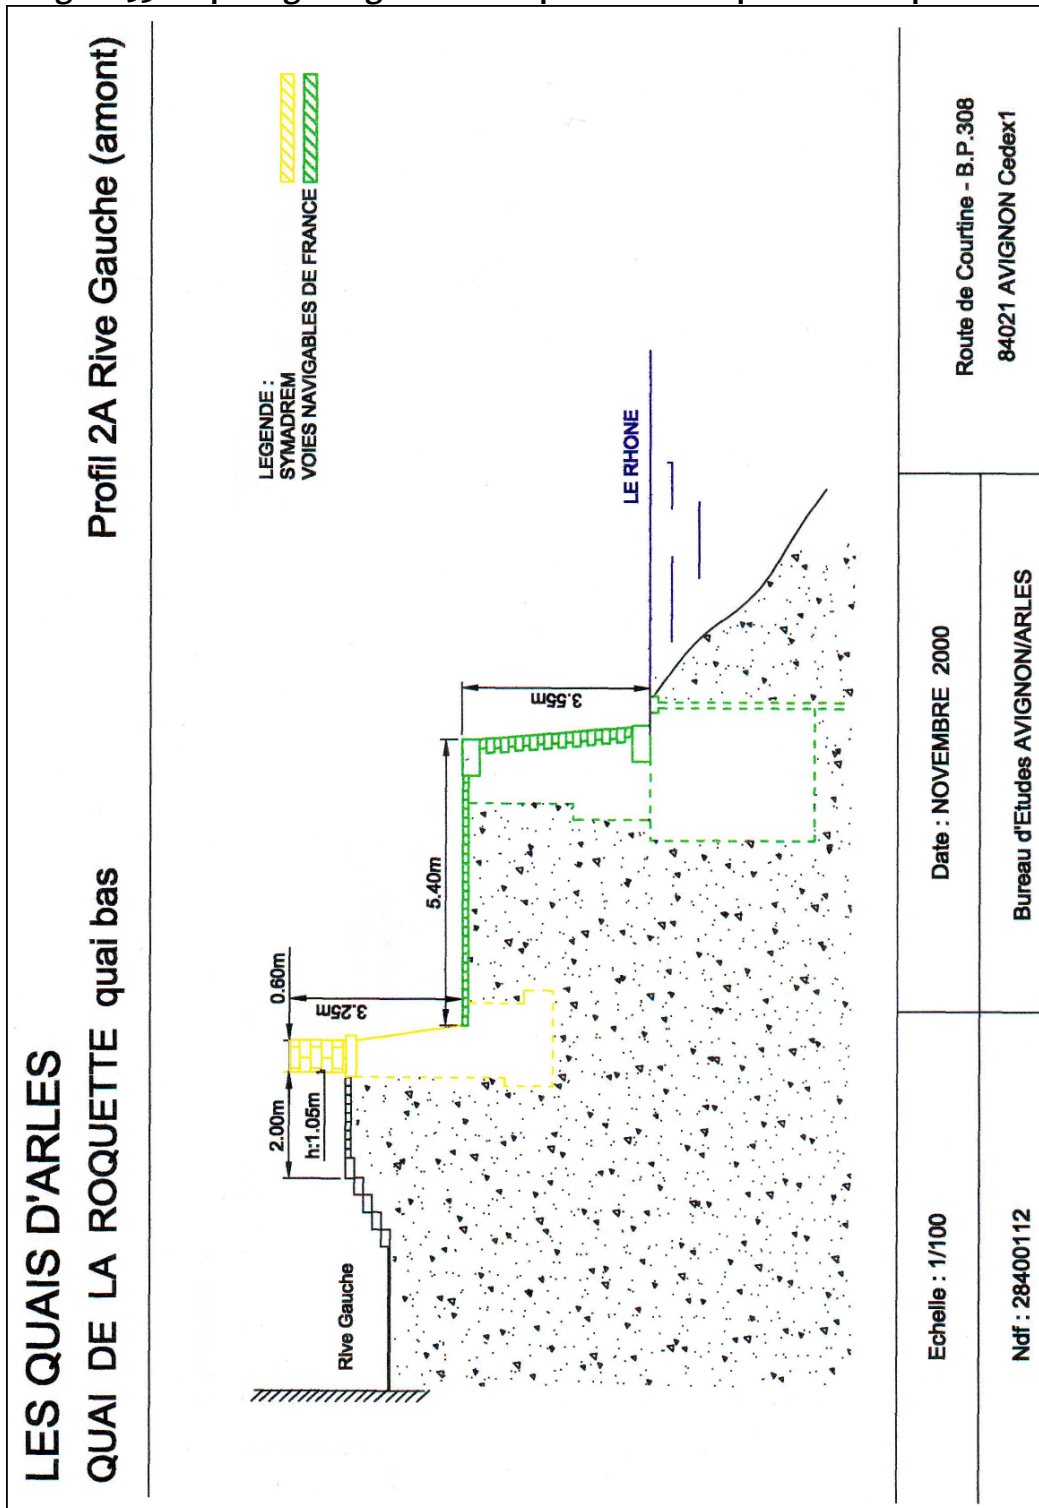 LES QUAIS D'ARLES
QUAI DE LA ROQUETTE quai bas
Profil 2A Rive Gauche (amont)
LEGENDE :
SYMADREM
VOIES NAVIGABLES DE FRANCE
0.60m
2.00m
3.25m
h:1.05m
5.40m
3.55m
LE RHONE
Rive Gauche
Echelle : 1/100
Date : NOVEMBRE 2000
Route de Courtine - B.P.308
84021 AVIGNON Cedex1
Ndf : 28400112
Bureau d'Etudes AVIGNON/ARLES